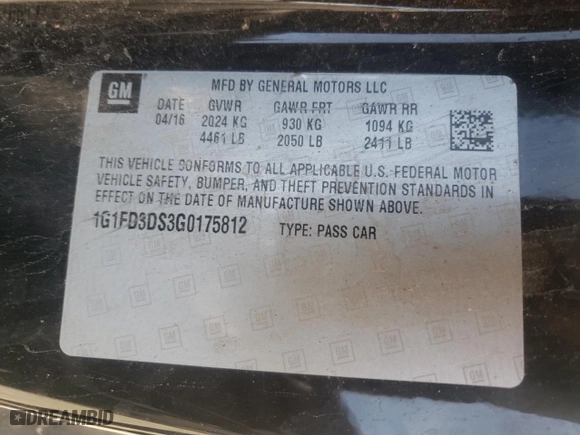 GM
MFD BY GENERAL MOTORS LLC
DATE GVWR GAWR FRT GAWR RR
04/16 2024 KG 930 KG 1094 KG
4461 LB 2050 LB 2411 LB
THIS VEHICLE CONFORMS TO ALL APPLICABLE U.S. FEDERAL MOTOR
VEHICLE SAFETY, BUMPER, AND THEFT PREVENTION STANDARDS IN
EFFECT ON THE DATE OF MANUFACTURE SHOWN ABOVE.
1G1FD3DS3G0175812 TYPE: PASS CAR
DREAMBID